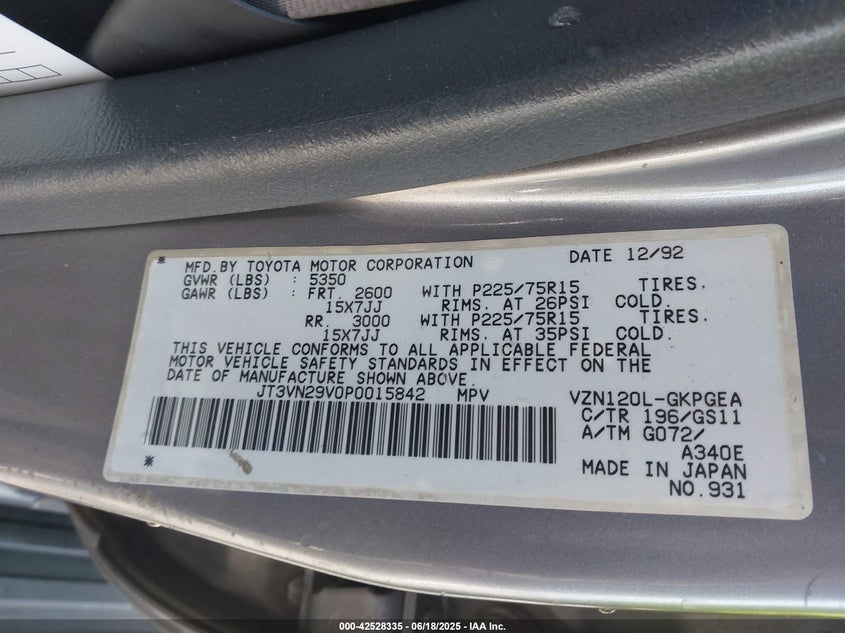 * MFD.BY TOYOTA MOTOR CORPORATION DATE 12/92
GVWR (LBS) : 5350
GAWR (LBS) : FRT. 2600 WITH P225/75R15 TIRES.
15X7JJ RIMS. AT 26PSI COLD.
RR. 3000 WITH P225/75R15 TIRES.
15X7JJ RIMS. AT 35PSI COLD.
THIS VEHICLE CONFORMS TO ALL APPLICABLE FEDERAL
MOTOR VEHICLE SAFETY STANDARDS IN EFFECT ON THE
DATE OF MANUFACTURE SHOWN ABOVE.
JT3VN29V0P0015842 MPV VZN120L-GKPGEA
C/TR 196/GS11
A/TM G072/
A340E
* MADE IN JAPAN
NO.931
000-42528335 - 06/18/2025 - IAA Inc.